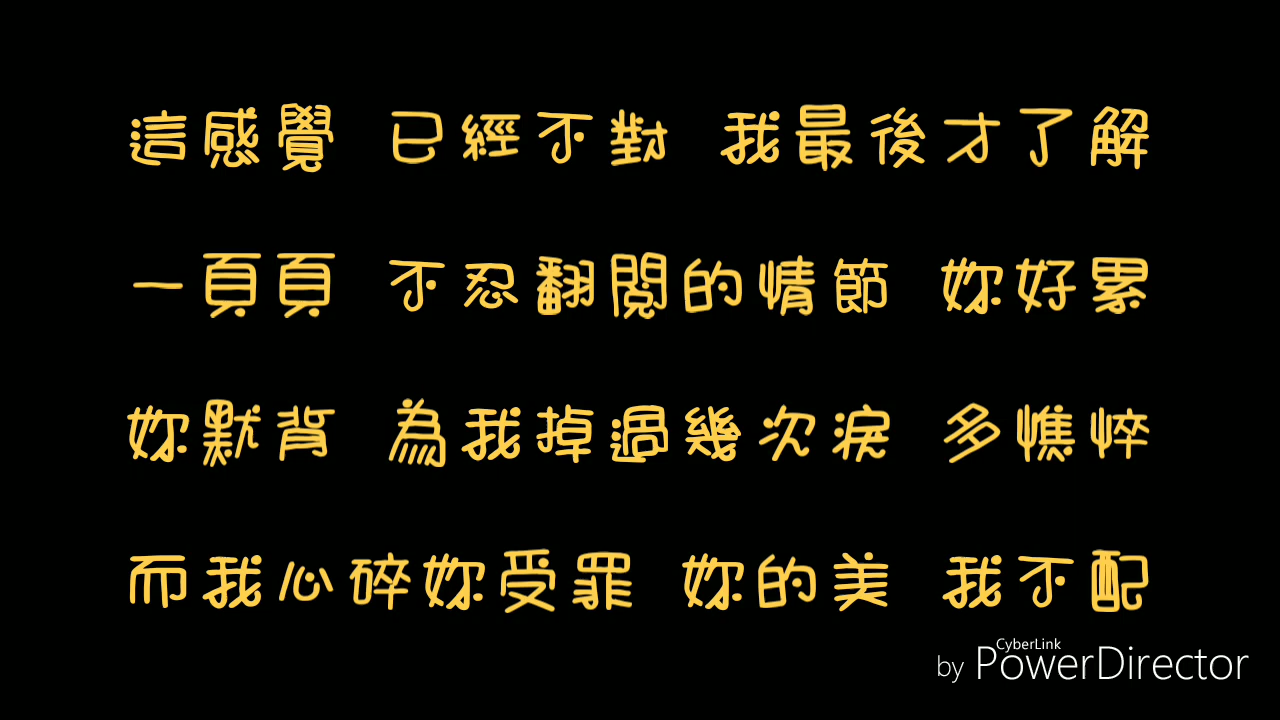 這感覺 已經不對 我最後才了解
一頁頁 不忍翻閱的情節 妳好累
妳默背 為我掉過幾次淚 多憔悴
而我心碎妳受罪 妳的美 我不配
CyberLink
by PowerDirector